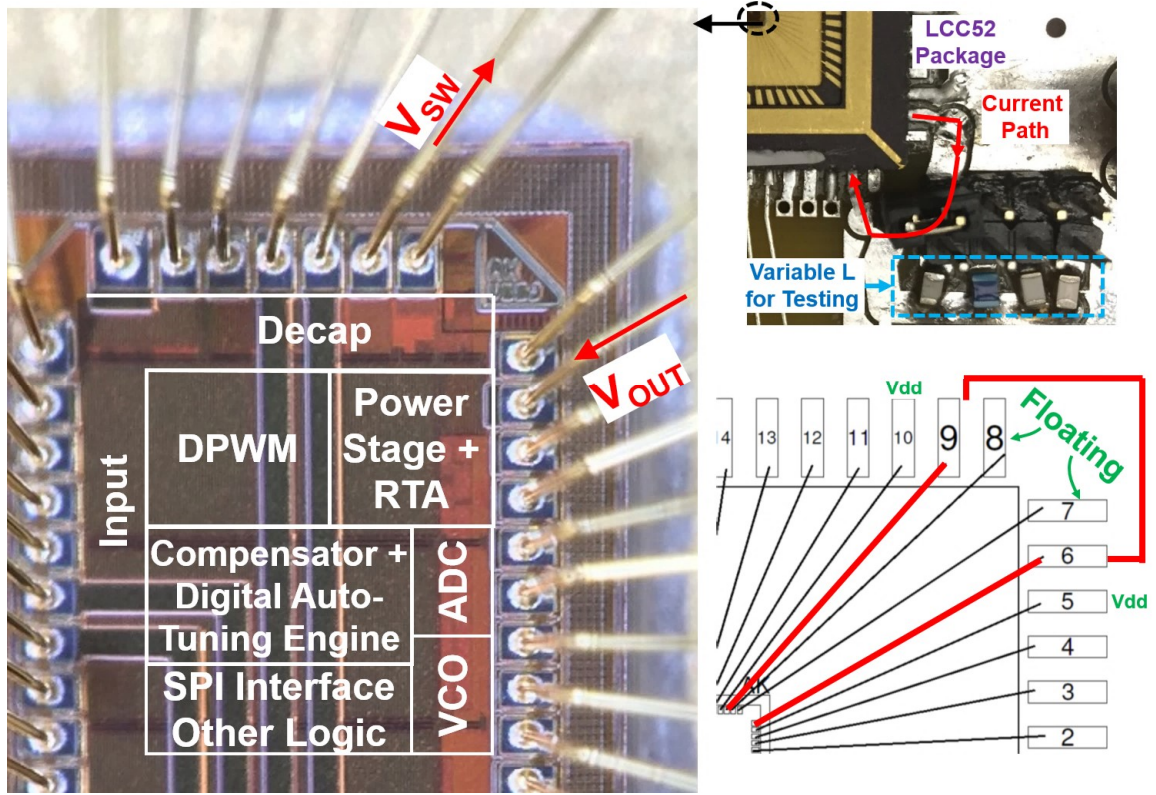 V_SW
V_OUT
Decap
Input
DPWM
Power
Stage +
RTA
Compensator +
Digital Auto-
Tuning Engine
ADC
VCO
SPI Interface
Other Logic
LCC52
Package
Current
Path
Variable L
for Testing
Vdd
Floating
14
13
12
11
10
9
8
7
6
5
Vdd
4
3
2